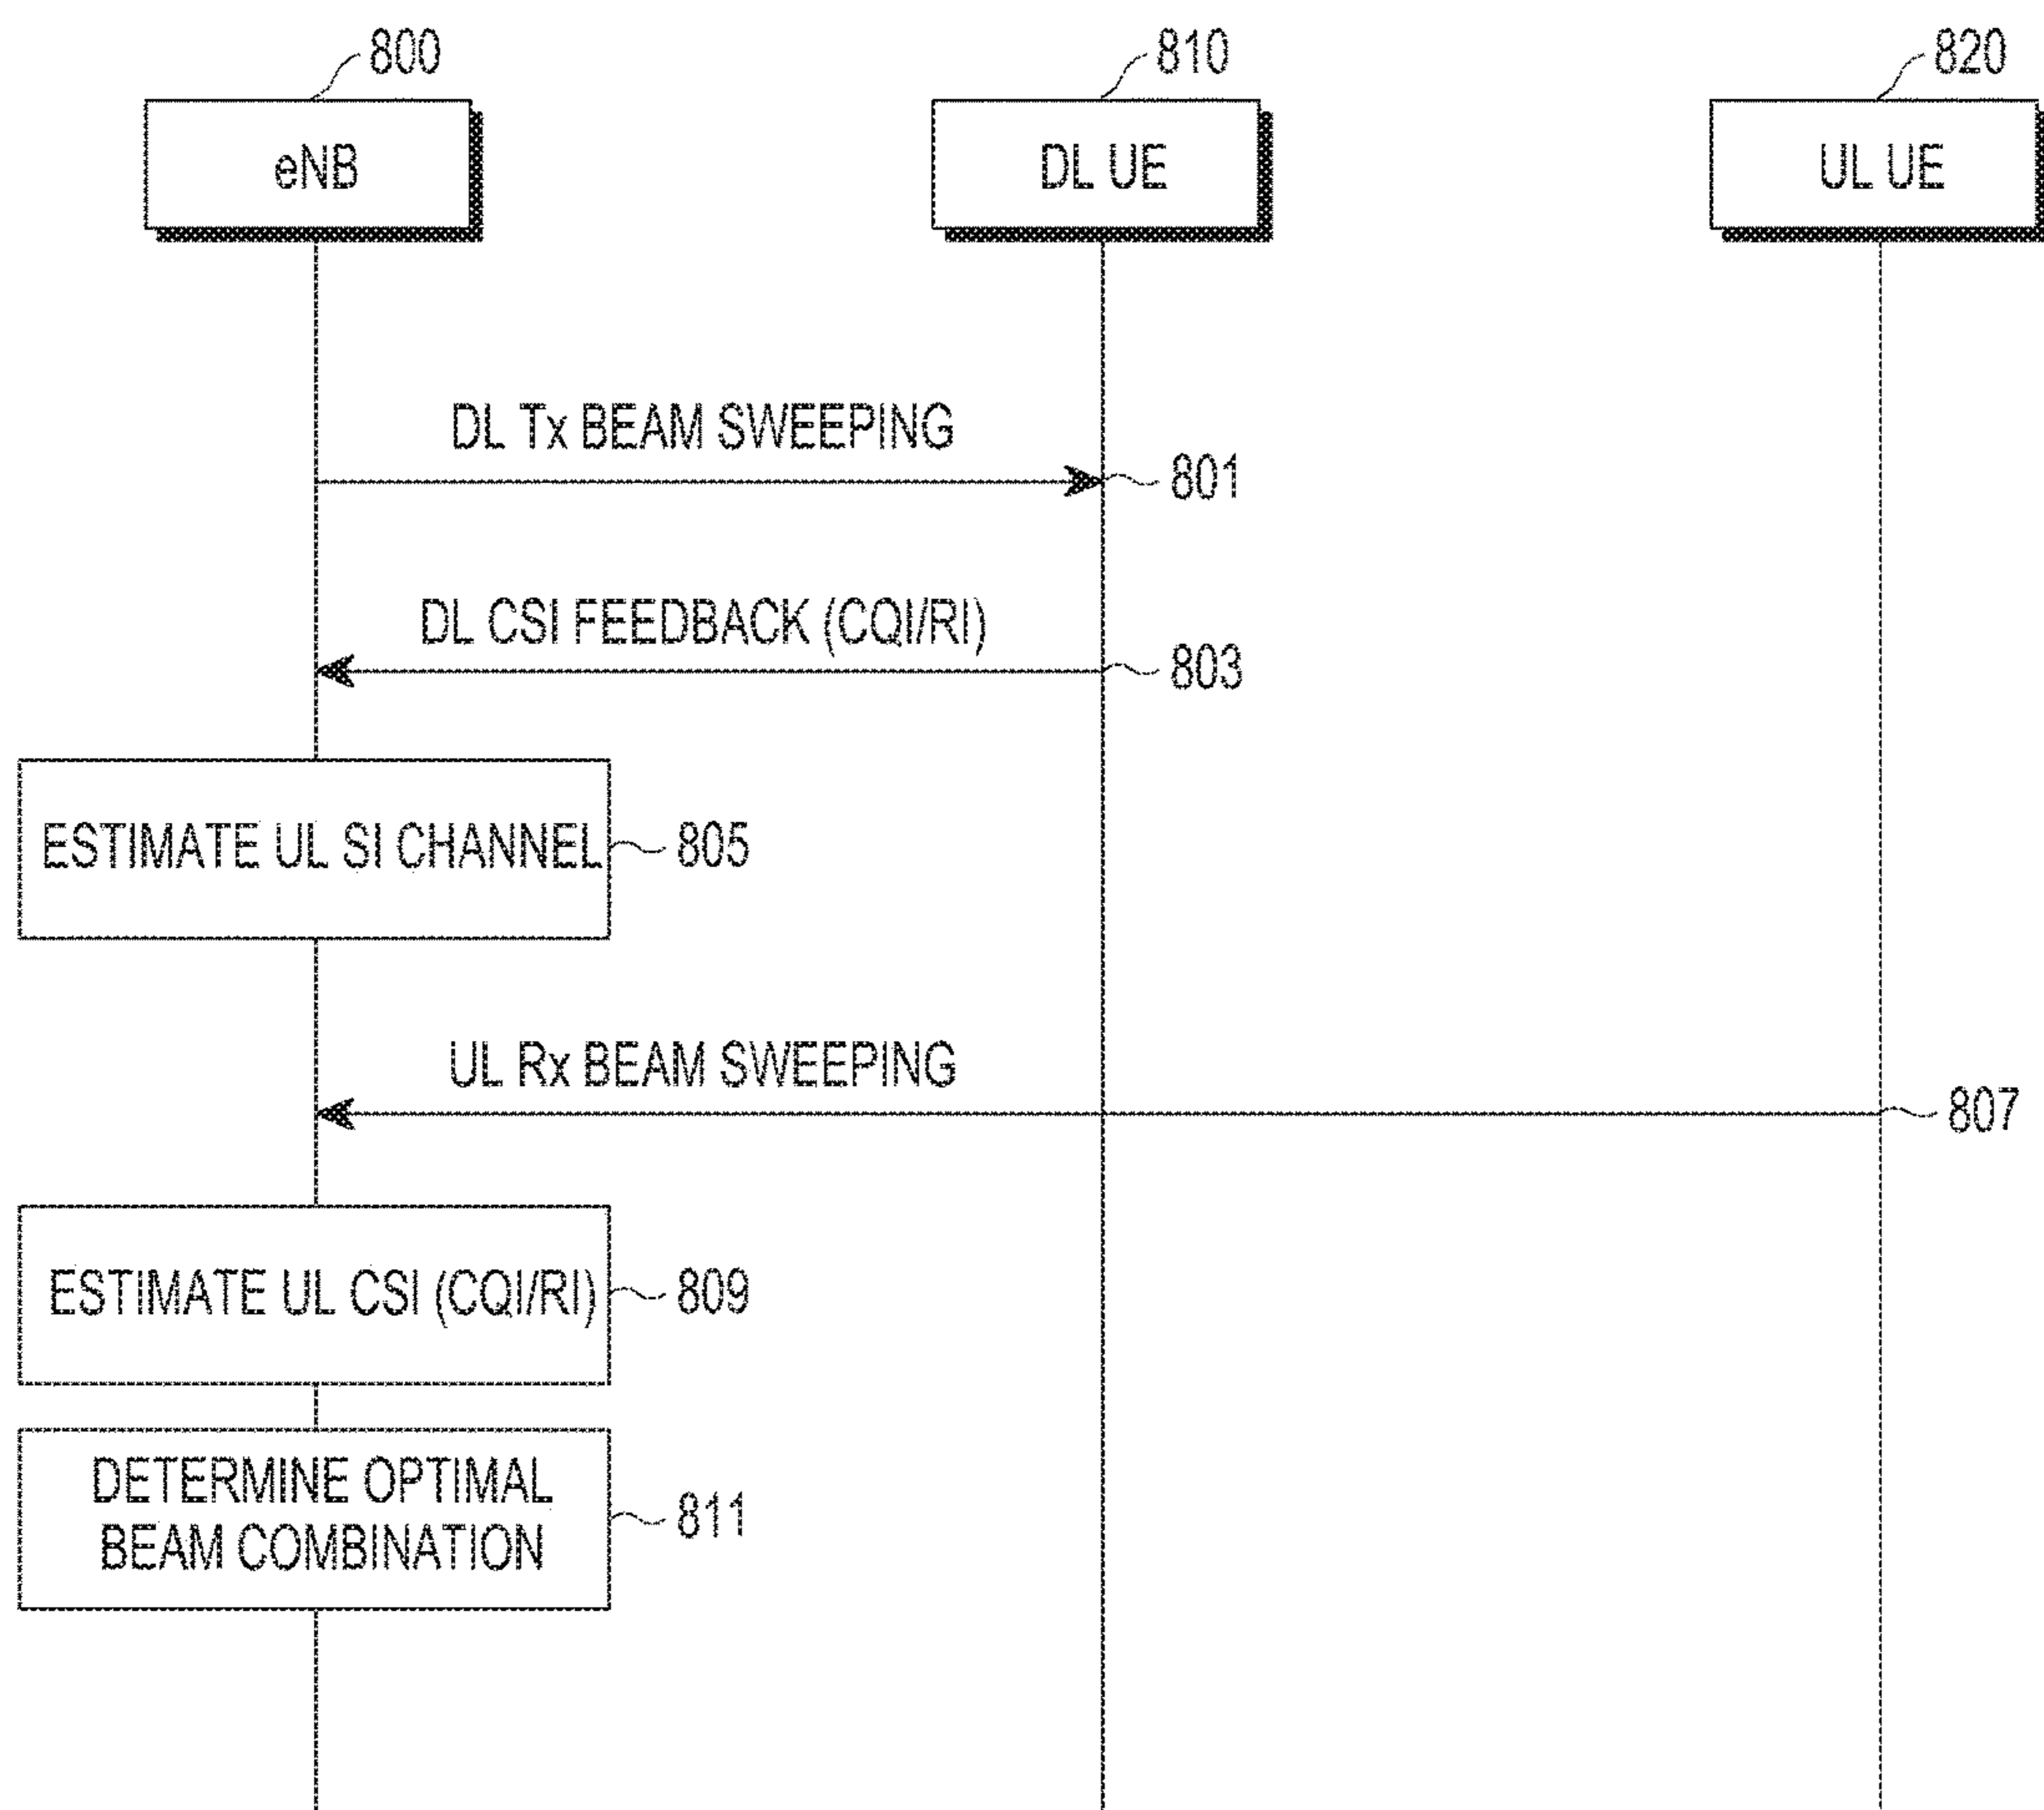 800
810
820
eNB
DL UE
UL UE
DL Tx BEAM SWEEPING
801
DL CSI FEEDBACK (CQI/RI)
803
ESTIMATE UL SI CHANNEL
805
UL Rx BEAM SWEEPING
807
ESTIMATE UL CSI (CQI/RI)
809
DETERMINE OPTIMAL
BEAM COMBINATION
811